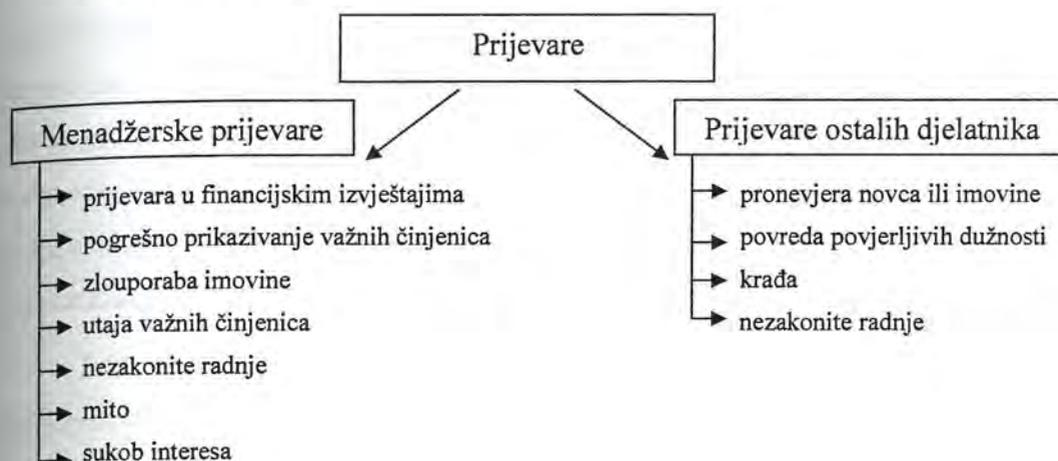 Prijevare
Menadžerske prijevare
prijevara u financijskim izvještajima
pogrešno prikazivanje važnih činjenica
zlouporaba imovine
utaja važnih činjenica
nezakonite radnje
mito
sukob interesa
Prijevare ostalih djelatnika
pronevjera novca ili imovine
povreda povjerljivih dužnosti
krađa
nezakonite radnje